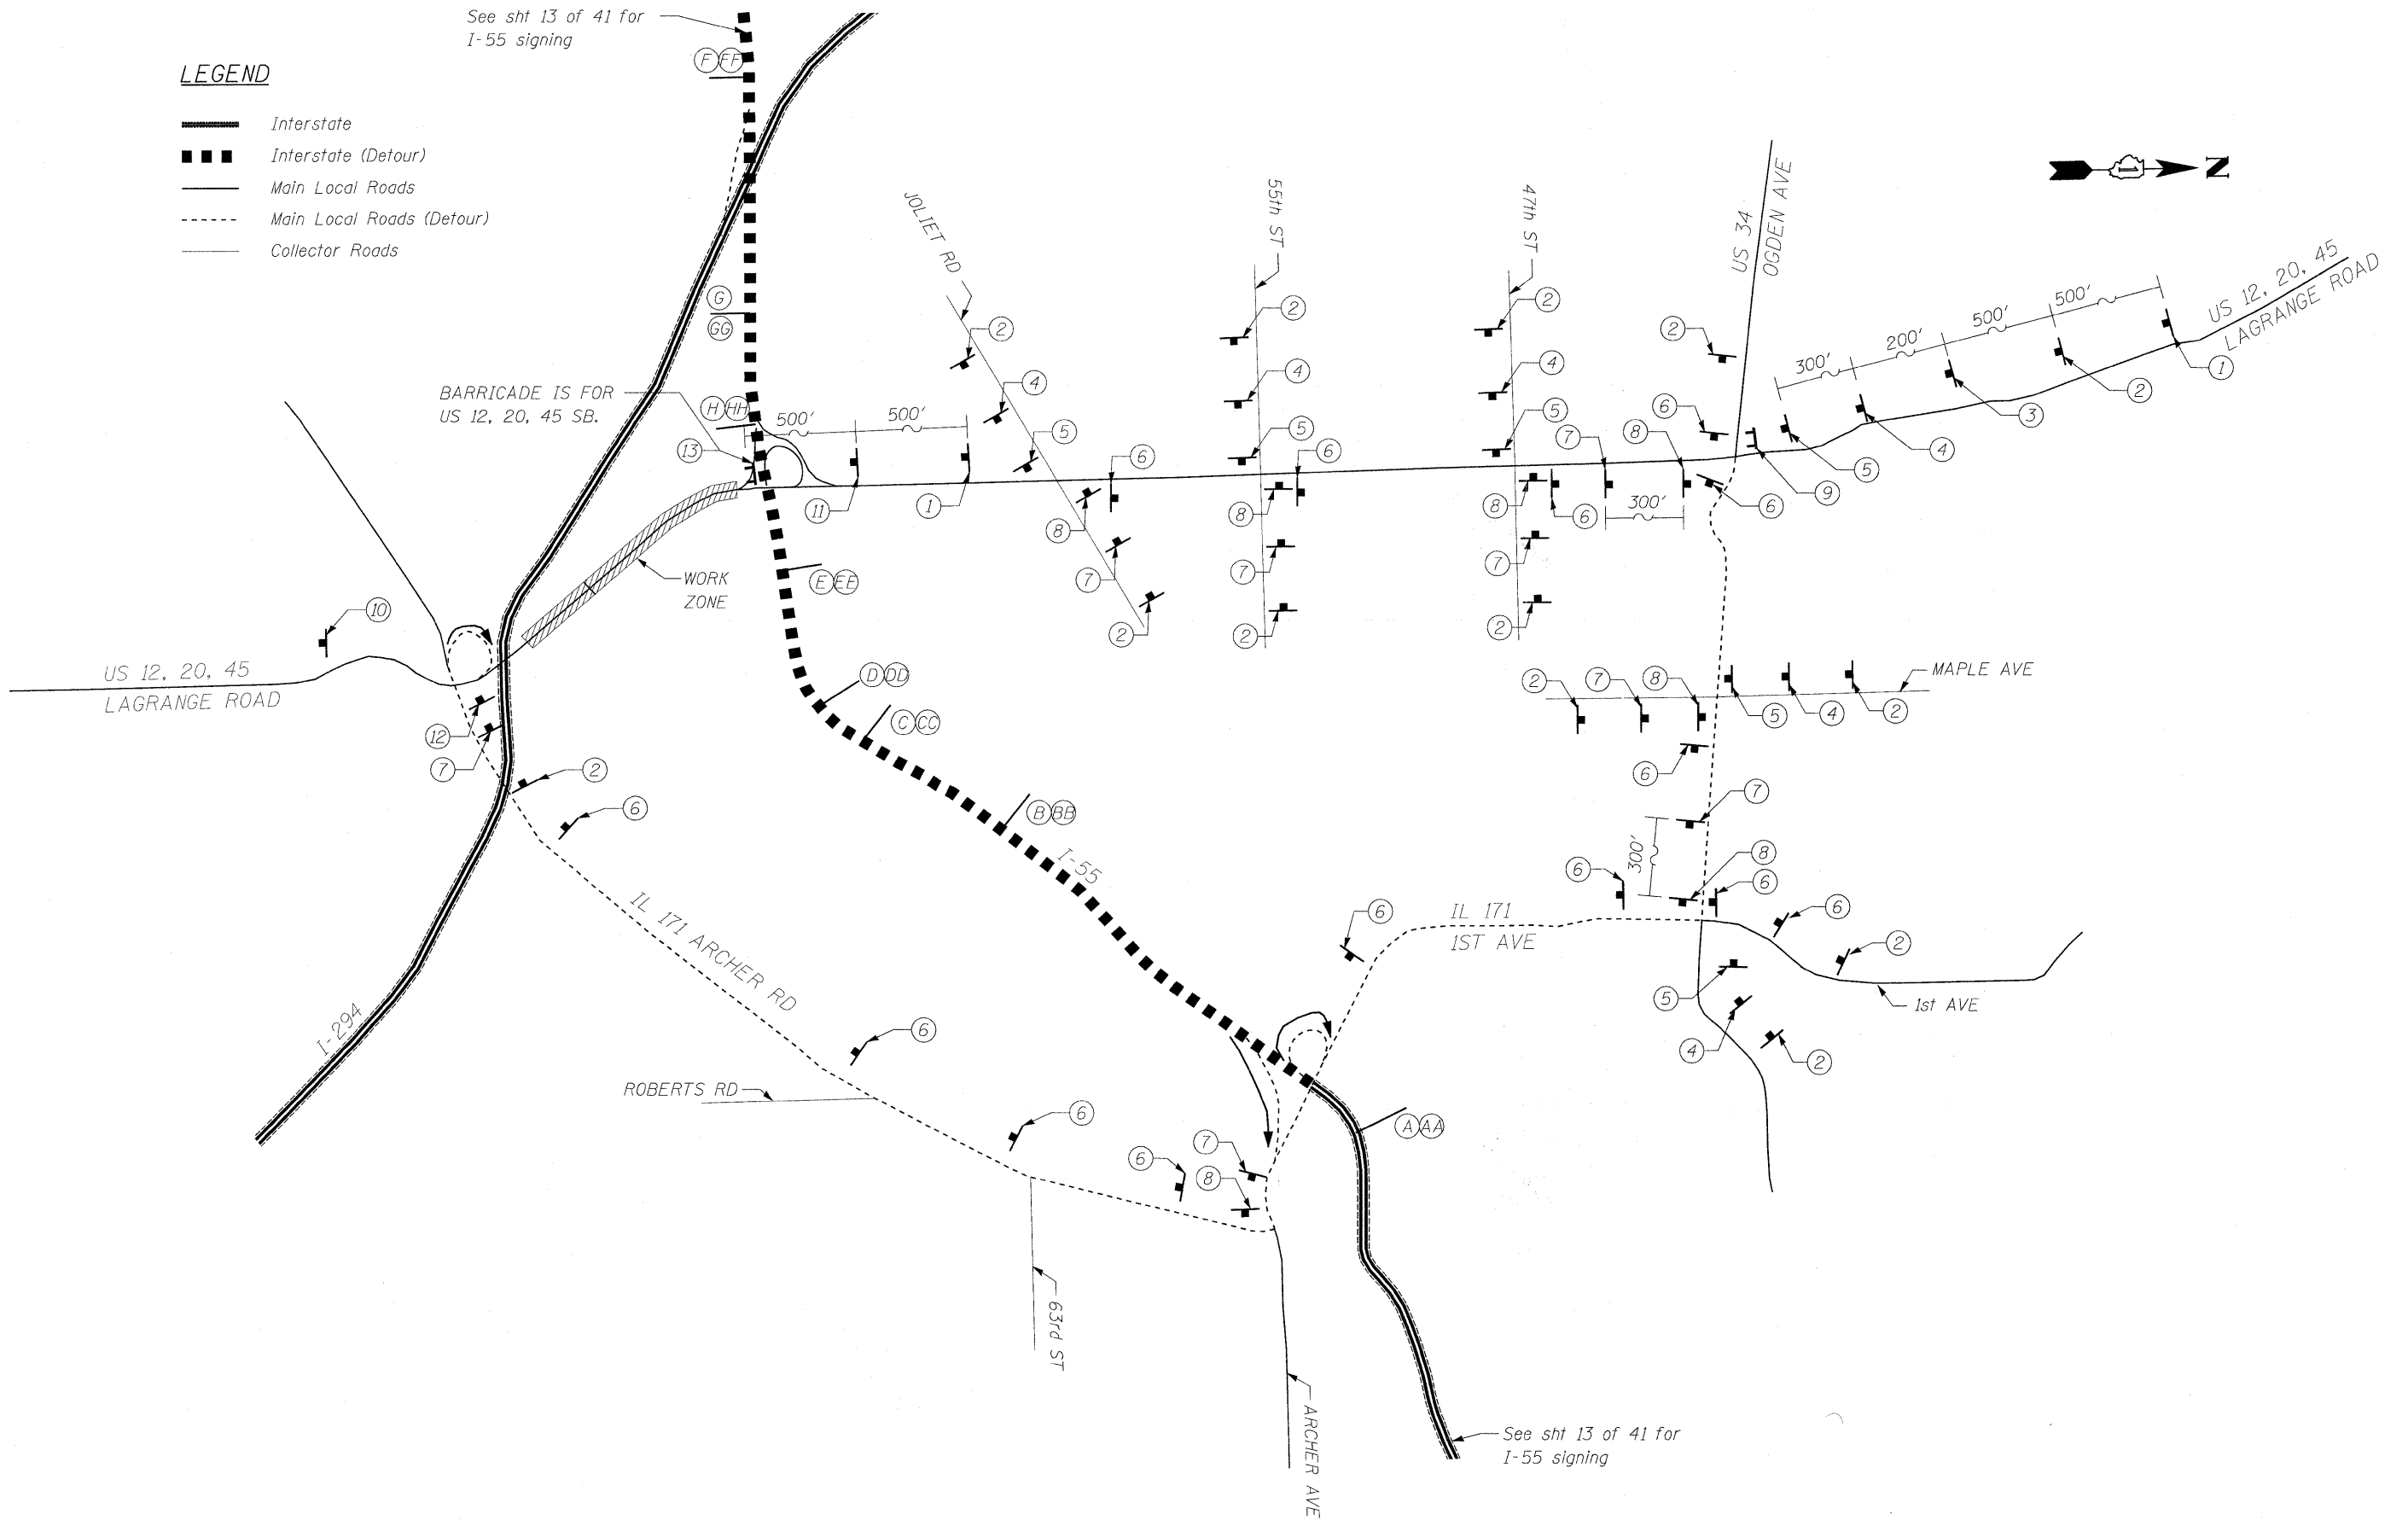 See sht 13 of 41 for
I-55 signing
LEGEND
Interstate
Interstate (Detour)
Main Local Roads
Main Local Roads (Detour)
Collector Roads
F FF
G
GG
BARRICADE IS FOR
US 12, 20, 45 SB.
H HH
13
500'
500'
11
1
JOLIET RD
2
4
5
6
8
7
2
55th ST
2
4
5
6
8
7
2
47th ST
2
4
5
7
8
8
6
300'
7
2
US 34
OGDEN AVE
2
6
6
9
N
US 12, 20, 45
LAGRANGE ROAD
300'
200'
500'
500'
1
2
3
4
5
WORK
ZONE
E EE
10
US 12, 20, 45
LAGRANGE ROAD
12
7
2
6
D DD
C CC
B BB
I-55
MAPLE AVE
2
7
8
5
4
2
6
7
300'
8
6
6
6
2
1st AVE
5
4
2
IL 171
1ST AVE
6
IL 171 ARCHER RD
I-294
6
ROBERTS RD
6
6
7
8
A AA
63rd ST
ARCHER AVE
See sht 13 of 41 for
I-55 signing